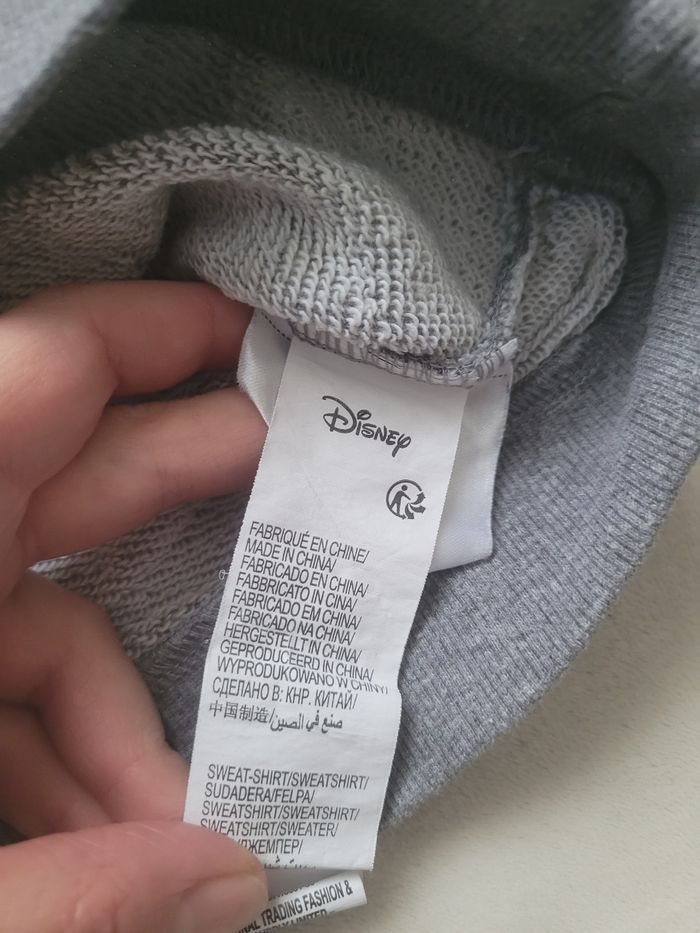 Disney
FABRIQUÉ EN CHINE/
MADE IN CHINA/
FABRICADO EN CHINA/
FABBRICATO IN CINA/
FABRICADO EM CHINA/
FABRICADO NA CHINA/
HERGESTELLT IN CHINA/
GEPRODUCEERD IN CHINA/
WYPRODUKOWANO W CHINY/
СДЕЛАНО В: КНР. КИТАЙ/
中国制造/صنع في الصين
SWEAT-SHIRT/SWEATSHIRT/
SUDADERA/FELPA/
SWEATSHIRT/SWEATSHIRT/
SWEATSHIRT/SWEATER/
ДЖЕМПЕР/
TRADING FASHION &
LIMITED